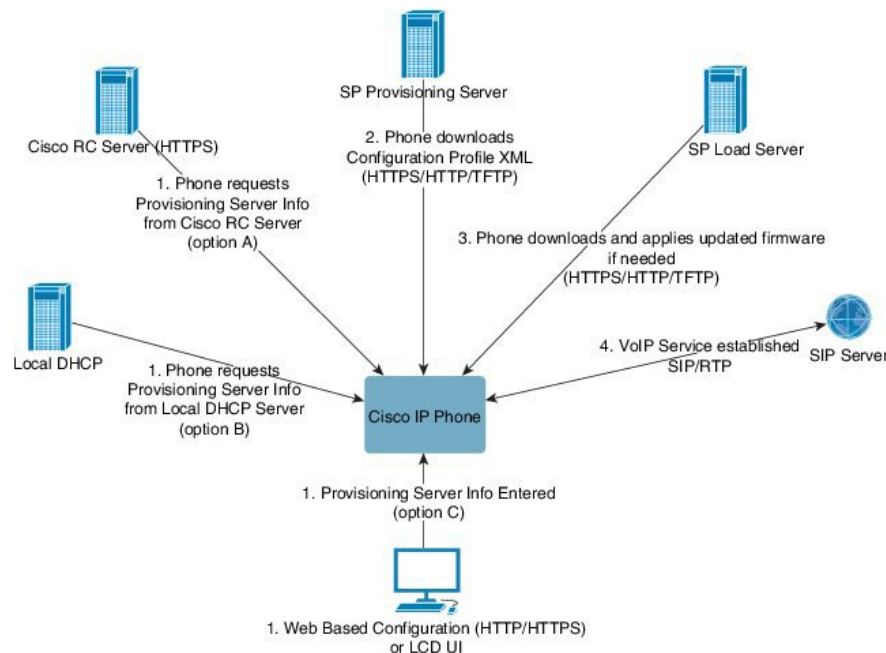 SP Provisioning Server
Cisco RC Server (HTTPS)
SP Load Server
2. Phone downloads
Configuration Profile XML
(HTTPS/HTTP/TFTP)
1. Phone requests
Provisioning Server Info
from Cisco RC Server
(option A)
3. Phone downloads and applies updated firmware
if needed
(HTTPS/HTTP/TFTP)
Local DHCP
1. Phone requests
Provisioning Server Info
from Local DHCP Server
(option B)
4. VoIP Service established
SIP/RTP
SIP Server
Cisco IP Phone
1. Provisioning Server Info Entered
(option C)
1. Web Based Configuration (HTTP/HTTPS)
or LCD UI